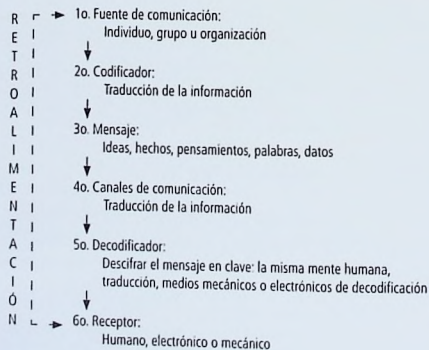 RETROALIMENTACIÓN
1o. Fuente de comunicación:
Individuo, grupo u organización
2o. Codificador:
Traducción de la información
3o. Mensaje:
Ideas, hechos, pensamientos, palabras, datos
4o. Canales de comunicación:
Traducción de la información
5o. Decodificador:
Descifrar el mensaje en clave: la misma mente humana,
traducción, medios mecánicos o electrónicos de decodificación
6o. Receptor:
Humano, electrónico o mecánico